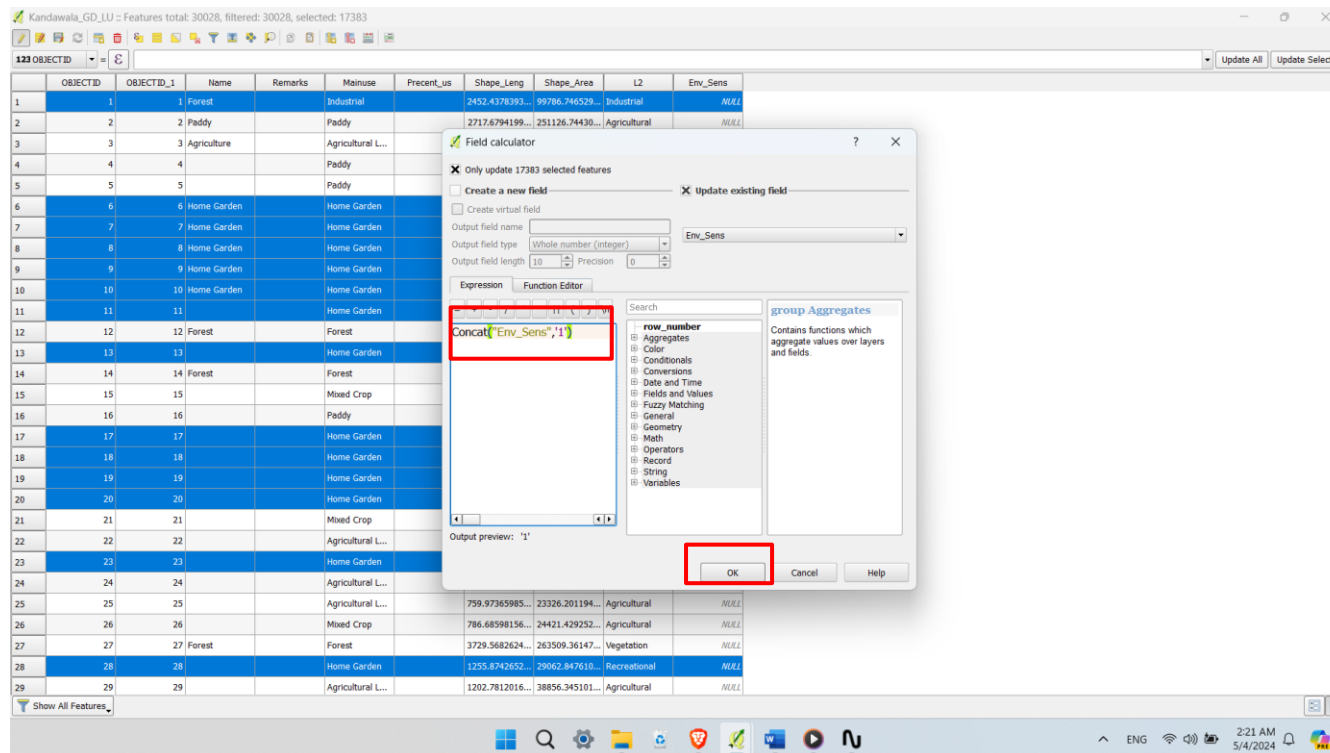 Kandawala_GD_LU :: Features total: 30028, filtered: 30028, selected: 17383
123 OBJECTID = ε Update All Update Selec
OBJECTID OBJECTID_1 Name Remarks Mainuse Precent_us Shape_Leng Shape_Area L2 Env_Sens
1 1 1 Forest Industrial 2452.4378393... 99786.746529... Industrial NULL
2 2 2 Paddy Paddy 2717.6794199... 251126.74430... Agricultural NULL
3 3 3 Agriculture Agricultural L...
4 4 4 Paddy
5 5 5 Paddy
6 6 6 Home Garden Home Garden
7 7 7 Home Garden Home Garden
8 8 8 Home Garden Home Garden
9 9 9 Home Garden Home Garden
10 10 10 Home Garden Home Garden
11 11 11 Home Garden
12 12 12 Forest Forest
13 13 13 Home Garden
14 14 14 Forest Forest
15 15 15 Mixed Crop
16 16 16 Paddy
17 17 17 Home Garden
18 18 18 Home Garden
19 19 19 Home Garden
20 20 20 Home Garden
21 21 21 Mixed Crop
22 22 22 Agricultural L...
23 23 23 Home Garden
24 24 24 Agricultural L...
25 25 25 Agricultural L... 759.97365985... 23326.201194... Agricultural NULL
26 26 26 Mixed Crop 786.68598156... 24421.429252... Agricultural NULL
27 27 27 Forest Forest 3729.5682624... 263509.36147... Vegetation NULL
28 28 28 Home Garden 1255.8742652... 29062.847610... Recreational NULL
29 29 29 Agricultural L... 1202.7812016... 38856.345101... Agricultural NULL
Field calculator ?
Only update 17383 selected features
Create a new field
Update existing field
Create virtual field
Output field name
Output field type Whole number (integer)
Output field length 10 Precision 0
Env_Sens
Expression Function Editor
Concat("Env_Sens",'1')
Output preview: '1'
Search
row_number
Aggregates
Color
Conditionals
Conversions
Date and Time
Fields and Values
Fuzzy Matching
General
Geometry
Math
Operators
Record
String
Variables
group Aggregates
Contains functions which
aggregate values over layers
and fields.
OK Cancel Help
Show All Features
ENG 2:21 AM
5/4/2024